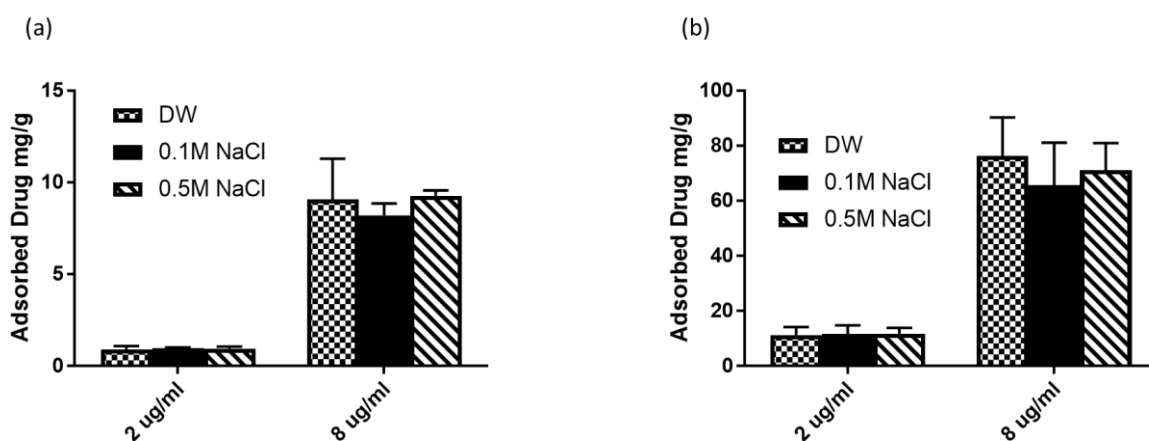 (a)
Adsorbed Drug mg/g
15
10
5
0
DW
0.1M NaCl
0.5M NaCl
2 ug/ml
8 ug/ml
(b)
Adsorbed Drug mg/g
100
80
60
40
20
0
DW
0.1M NaCl
0.5M NaCl
2 ug/ml
8 ug/ml